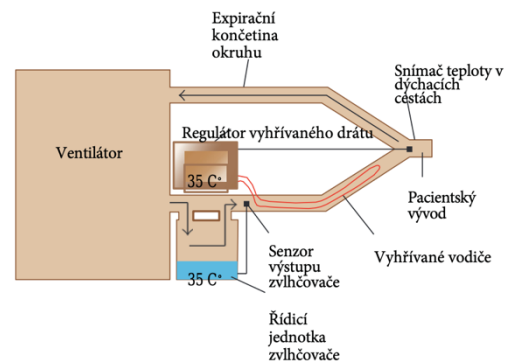 Expirační
končetina
okruhu
Snímač teploty v
dýchacích
cestách
Regulátor vyhřívaného drátu
Ventilátor
35 C°
Pacientský
vývod
Vyhřívané vodiče
Senzor
výstupu
zvlhčovače
35 C°
Řídicí
jednotka
zvlhčovače